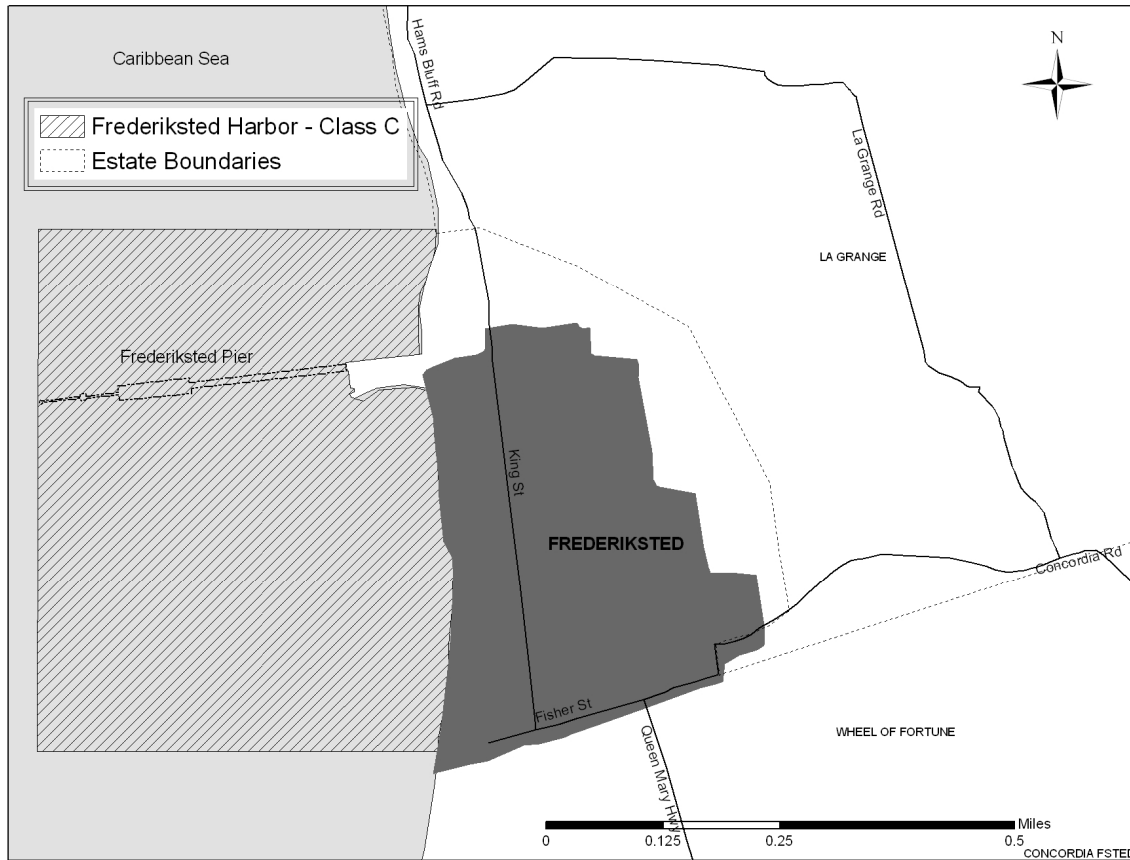 Caribbean Sea
Hams Bluff Rd
N
Frederiksted Harbor - Class C
Estate Boundaries
La Grange Rd
LA GRANGE
Frederiksted Pier
King St
FREDERIKSTED
Concordia Rd
Fisher St
Queen Mary Hwy
WHEEL OF FORTUNE
Miles
0 0.125 0.25 0.5
CONCORDIA FSTED